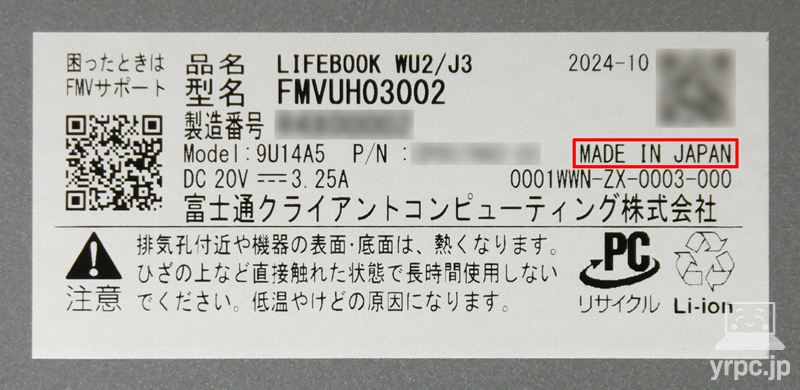 困ったときは
FMVサポート
品名 LIFEBOOK WU2/J3 2024-10
型名 FMVUH03002
製造番号
Model:9U14A5 P/N : MADE IN JAPAN
DC 20V 3.25A 0001WWN-ZX-0003-000
富士通クライアントコンピューティング株式会社
注意
排気孔付近や機器の表面・底面は、熱くなります。
ひざの上など直接触れた状態で長時間使用しない
でください。低温やけどの原因になります。
PC
リサイクル
Li-ion
yrpc.jp